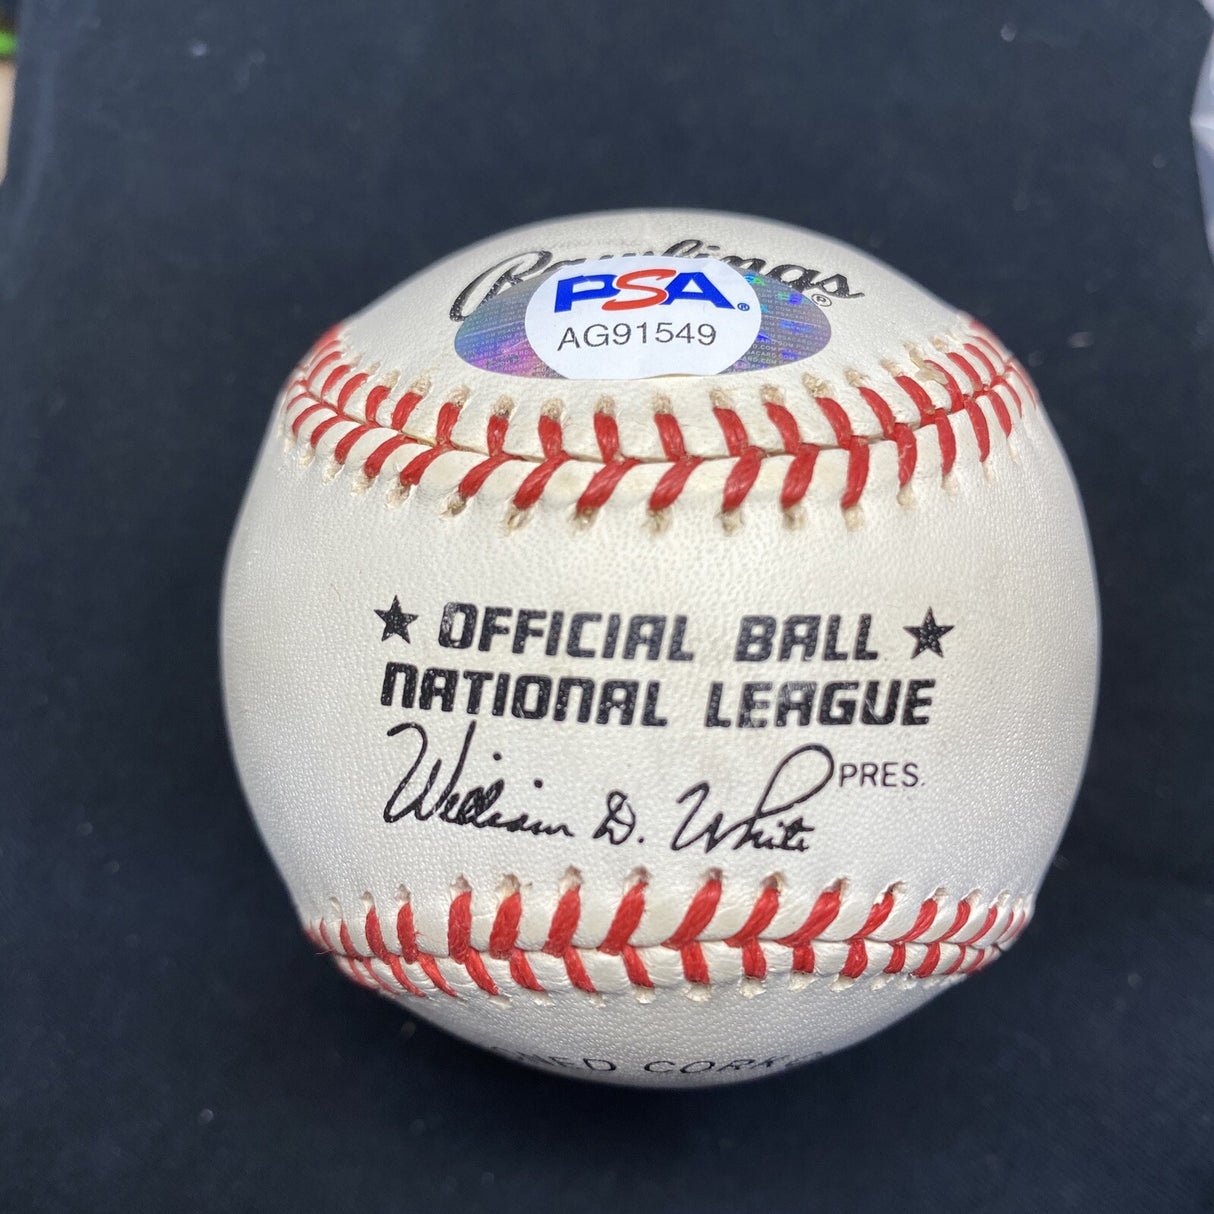 Rawlings®
PSA®
AG91549
★ OFFICIAL BALL ★
NATIONAL LEAGUE
William D. White PRES.